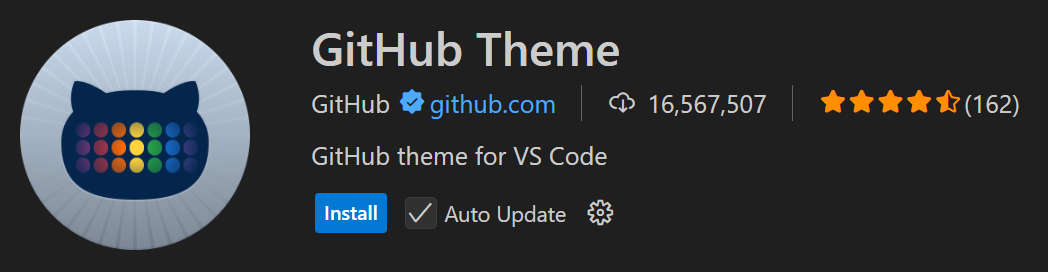 GitHub Theme
GitHub github.com 16,567,507 (162)
GitHub theme for VS Code
Install Auto Update